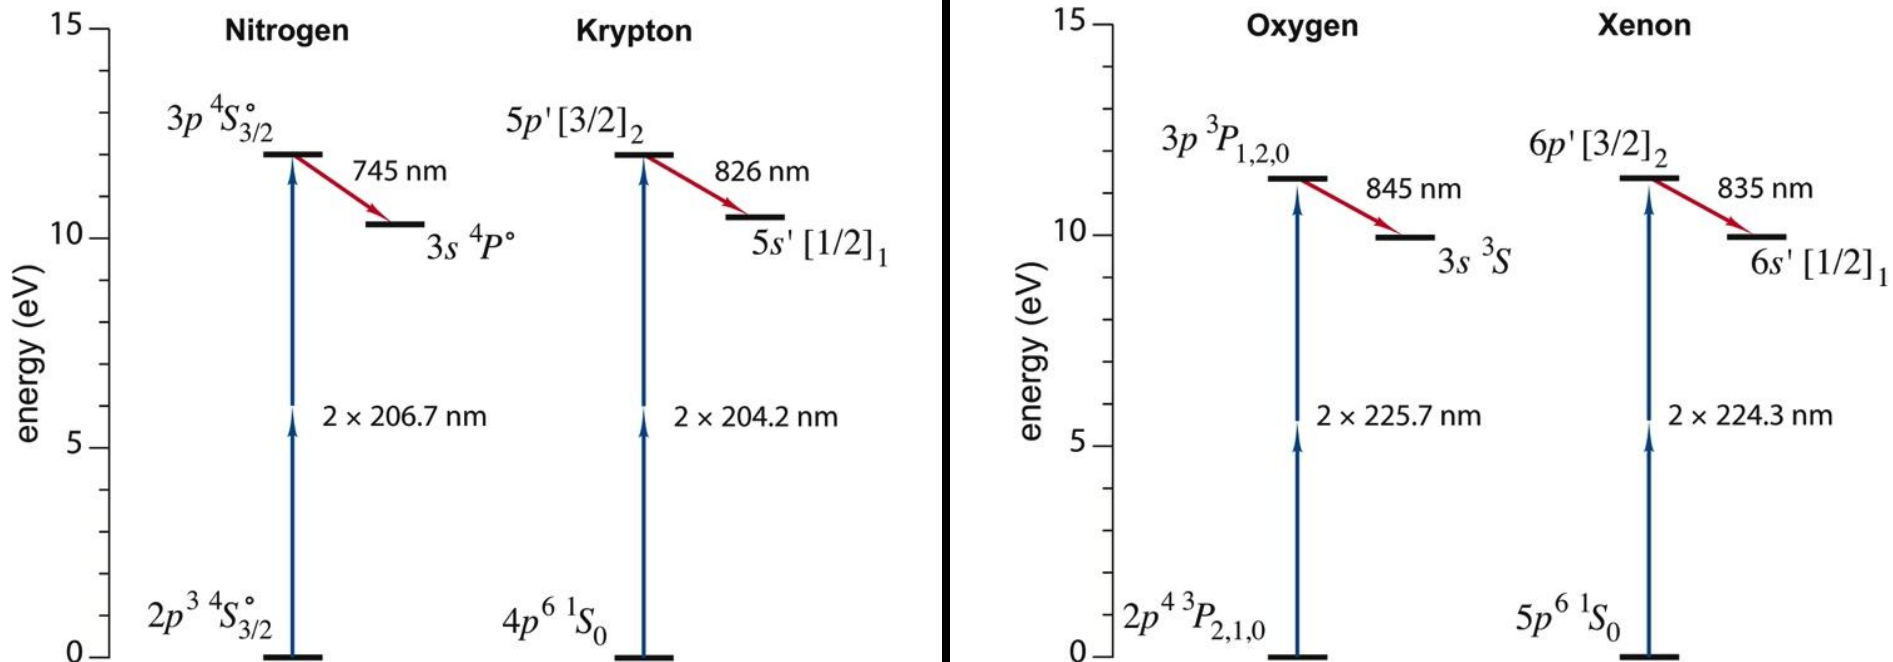 Nitrogen
Krypton
15
10
5
0
energy (eV)
3p ⁴S°₃/₂
745 nm
3s ⁴P°
2 × 206.7 nm
2p³ ⁴S°₃/₂
5p' [3/2]₂
826 nm
5s' [1/2]₁
2 × 204.2 nm
4p⁶ ¹S₀
Oxygen
Xenon
15
10
5
0
energy (eV)
3p ³P₁,₂,₀
845 nm
3s ³S
2 × 225.7 nm
2p⁴ ³P₂,₁,₀
6p' [3/2]₂
835 nm
6s' [1/2]₁
2 × 224.3 nm
5p⁶ ¹S₀